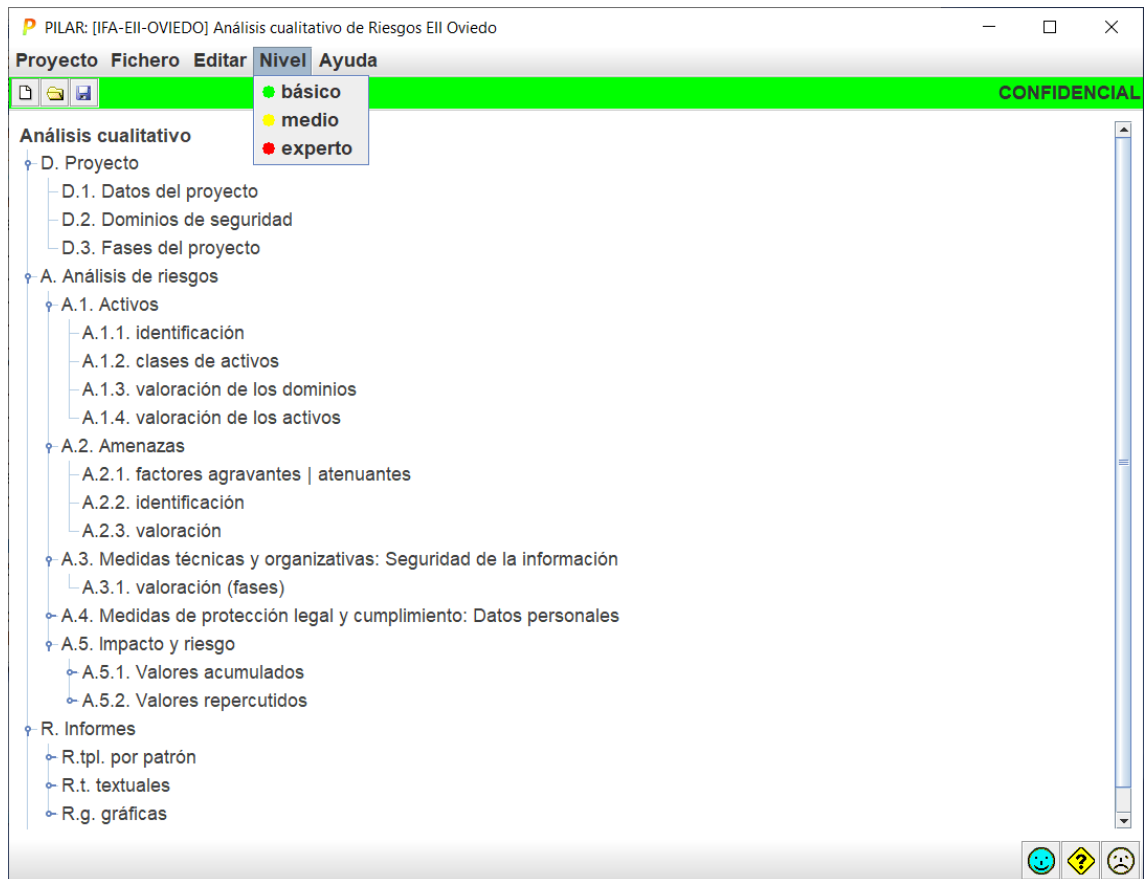 PILAR: [IFA-EII-OVIEDO] Análisis cualitativo de Riesgos EII Oviedo
Proyecto Fichero Editar Nivel Ayuda
CONFIDENCIAL
básico
medio
experto
Análisis cualitativo
D. Proyecto
D.1. Datos del proyecto
D.2. Dominios de seguridad
D.3. Fases del proyecto
A. Análisis de riesgos
A.1. Activos
A.1.1. identificación
A.1.2. clases de activos
A.1.3. valoración de los dominios
A.1.4. valoración de los activos
A.2. Amenazas
A.2.1. factores agravantes | atenuantes
A.2.2. identificación
A.2.3. valoración
A.3. Medidas técnicas y organizativas: Seguridad de la información
A.3.1. valoración (fases)
A.4. Medidas de protección legal y cumplimiento: Datos personales
A.5. Impacto y riesgo
A.5.1. Valores acumulados
A.5.2. Valores repercutidos
R. Informes
R.tpl. por patrón
R.t. textuales
R.g. gráficas